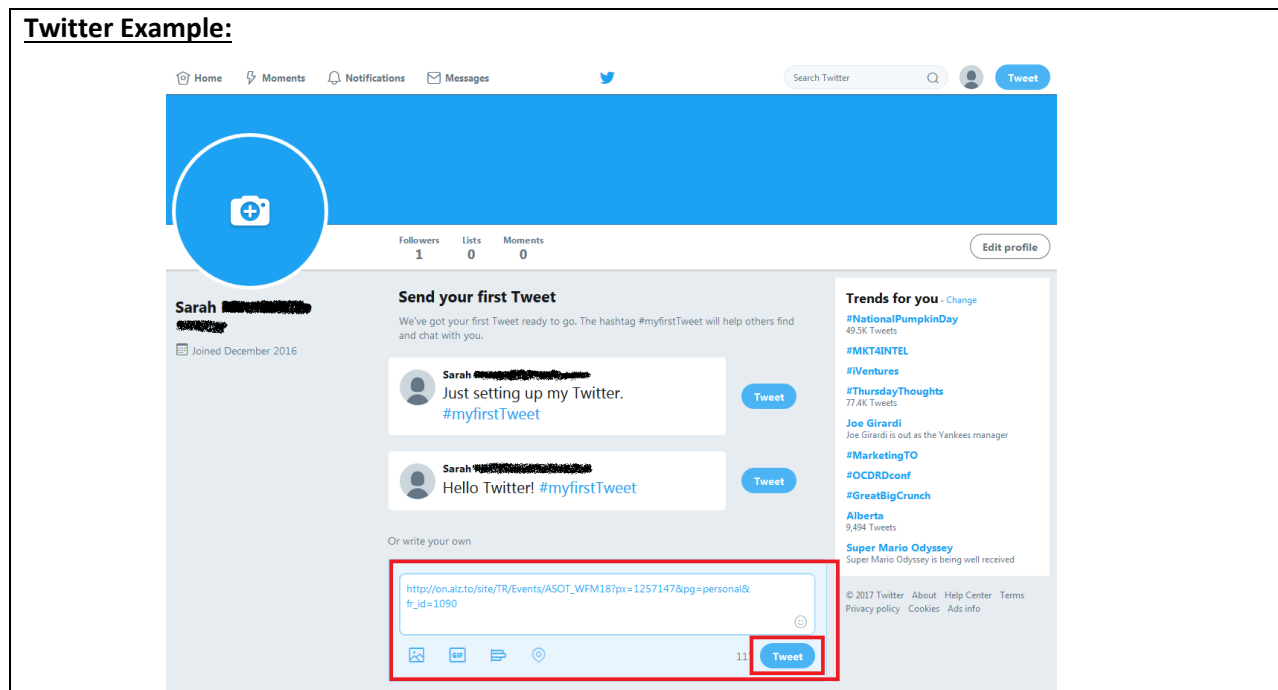 Twitter Example:
Home Moments Notifications Messages Search Twitter Tweet
Followers Lists Moments
1 0 0
Edit profile
Sarah
Joined December 2016
Send your first Tweet
We've got your first Tweet ready to go. The hashtag #myfirstTweet will help others find
and chat with you.
Sarah
Just setting up my Twitter.
#myfirstTweet
Tweet
Sarah
Hello Twitter! #myfirstTweet
Tweet
Or write your own
http://on.alz.to/site/TR/Events/ASOT_WFM18?px=1257147&pg=personal&
fr_id=1090
GIF
Tweet
Trends for you · Change
#NationalPumpkinDay
49.5K Tweets
#MKT4INTEL
#iVentures
#ThursdayThoughts
77.4K Tweets
Joe Girardi
Joe Girardi is out as the Yankees manager
#MarketingTO
#OCDRDconf
#GreatBigCrunch
Alberta
9,494 Tweets
Super Mario Odyssey
Super Mario Odyssey is being well received
© 2017 Twitter About Help Center Terms
Privacy policy Cookies Ads info